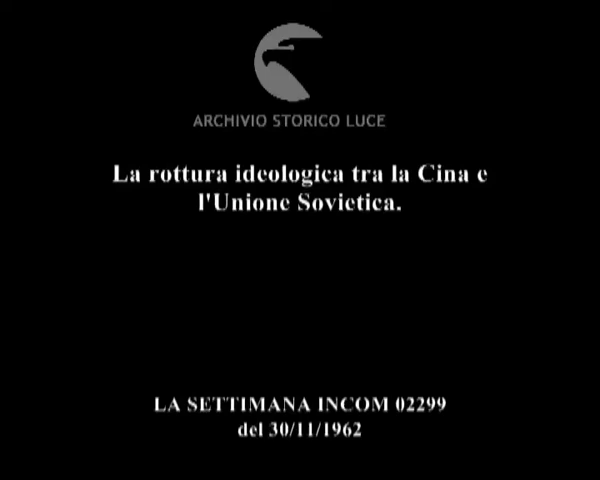 ARCHIVIO STORICO LUCE
La rottura ideologica tra la Cina e
l'Unione Sovietica.
LA SETTIMANA INCOM 02299
del 30/11/1962